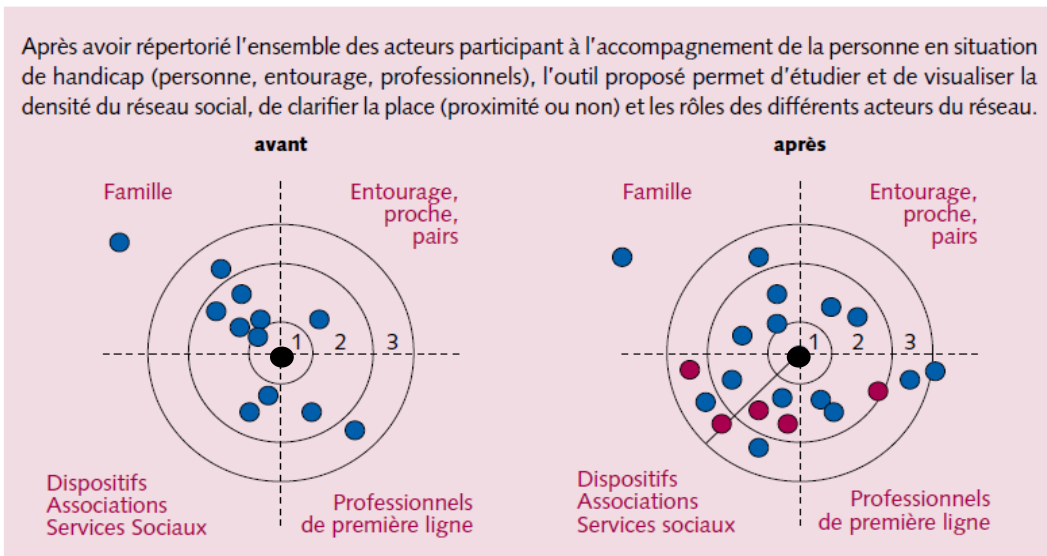 Après avoir répertorié l'ensemble des acteurs participant à l'accompagnement de la personne en situation
de handicap (personne, entourage, professionnels), l'outil proposé permet d'étudier et de visualiser la
densité du réseau social, de clarifier la place (proximité ou non) et les rôles des différents acteurs du réseau.
avant
Famille
Entourage,
proche,
pairs
1 2 3
Dispositifs
Associations
Services Sociaux
Professionnels
de première ligne
après
Famille
Entourage,
proche,
pairs
1 2 3
Dispositifs
Associations
Services sociaux
Professionnels
de première ligne